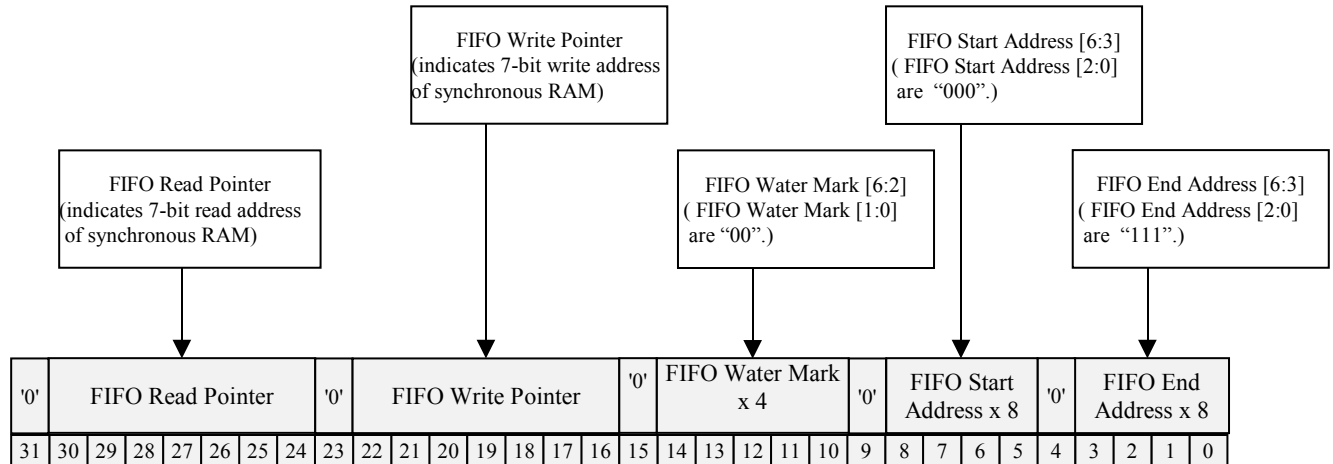 FIFO Write Pointer
(indicates 7-bit write address
of synchronous RAM)
FIFO Start Address [6:3]
( FIFO Start Address [2:0]
are “000”.)
FIFO Read Pointer
(indicates 7-bit read address
of synchronous RAM)
FIFO Water Mark [6:2]
( FIFO Water Mark [1:0]
are “00”.)
FIFO End Address [6:3]
( FIFO End Address [2:0]
are “111”.)
'0' FIFO Read Pointer '0' FIFO Write Pointer '0' FIFO Water Mark
x 4 '0' FIFO Start
Address x 8 '0' FIFO End
Address x 8
31 30 29 28 27 26 25 24 23 22 21 20 19 18 17 16 15 14 13 12 11 10 9 8 7 6 5 4 3 2 1 0